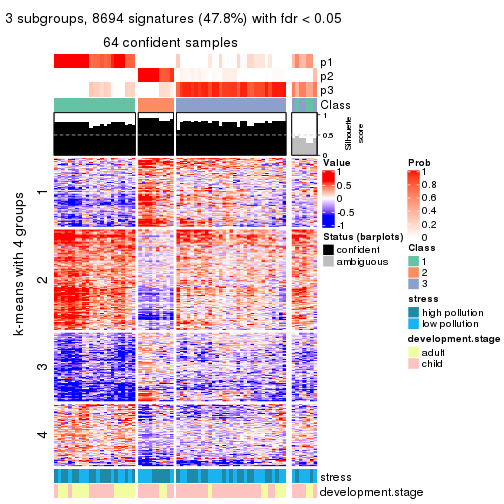 3 subgroups, 8694 signatures (47.8%) with fdr < 0.05
64 confident samples
p1
p2
p3
Class
1
0.5
0
Silhouette
score
k-means with 4 groups
1
2
3
4
stress
development.stage
Value
1
0.5
0
-0.5
-1
Status (barplots)
confident
ambiguous
Prob
1
0.8
0.6
0.4
0.2
0
Class
1
2
3
stress
high pollution
low pollution
development.stage
adult
child